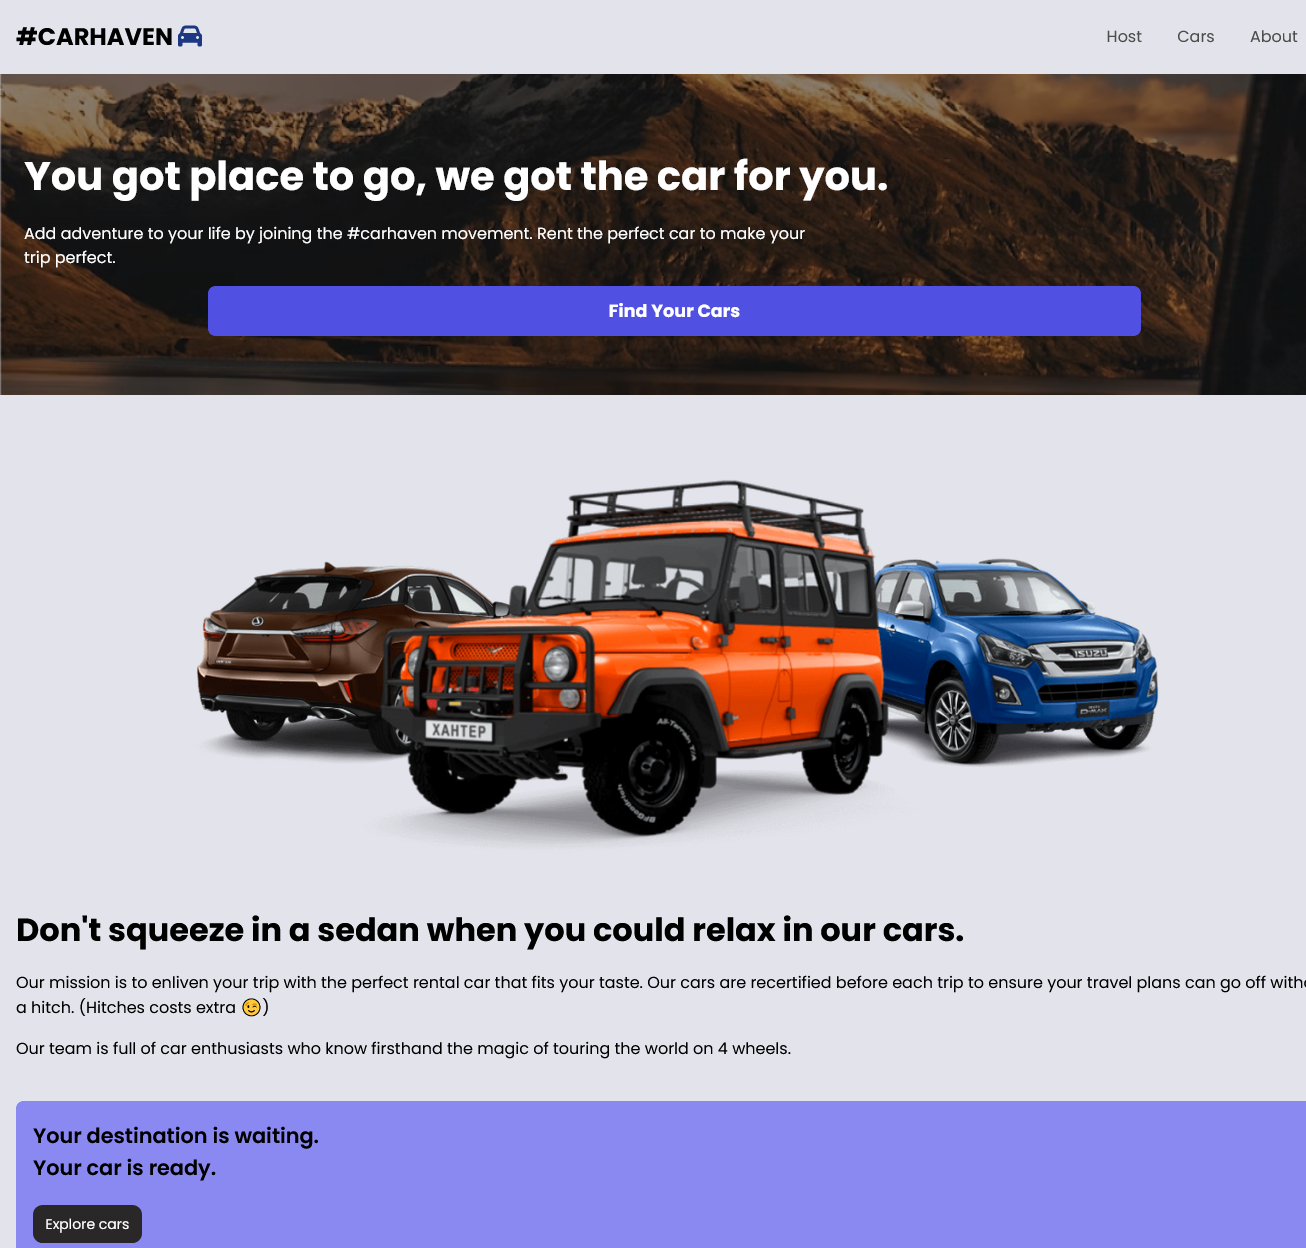 #CARHAVEN
Host Cars About
You got place to go, we got the car for you.
Add adventure to your life by joining the #carhaven movement. Rent the perfect car to make your
trip perfect.
Find Your Cars
ISUZU
D-MAX
ХАНТЕР
All-Terrain T/A
BFGoodrich
Don't squeeze in a sedan when you could relax in our cars.
Our mission is to enliven your trip with the perfect rental car that fits your taste. Our cars are recertified before each trip to ensure your travel plans can go off
a hitch. (Hitches costs extra 😉)
Our team is full of car enthusiasts who know firsthand the magic of touring the world on 4 wheels.
Your destination is waiting.
Your car is ready.
Explore cars